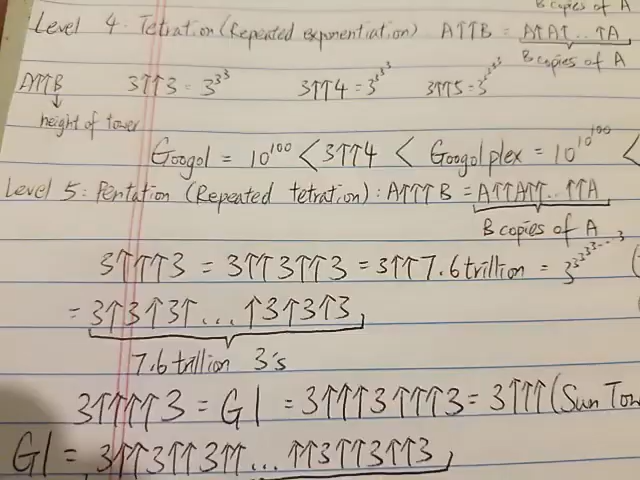 B copies of A
Level 4: Tetration (Repeated exponentiation) A↑↑B = A↑A↑..↑A
B copies of A
A↑↑B 3↑↑3 = 3^3^3 3↑↑4 = 3^3^3^3 3↑↑5 = 3^3^3^3^3
height of tower
Googol = 10^100 < 3↑↑4 < Googolplex = 10^10^100 <
Level 5: Pentation (Repeated tetration): A↑↑↑B = A↑↑A↑↑..↑↑A
B copies of A
3↑↑↑3 = 3↑↑3↑↑3 = 3↑↑7.6 trillion = 3^3^3^3^3...3 (
= 3↑3↑3↑...↑3↑3↑3
7.6 trillion 3's
3↑↑↑↑3 = G1 = 3↑↑↑3↑↑↑3 = 3↑↑↑(Sun Tow
G1 = 3↑↑3↑↑3↑↑...↑↑3↑↑3↑↑3